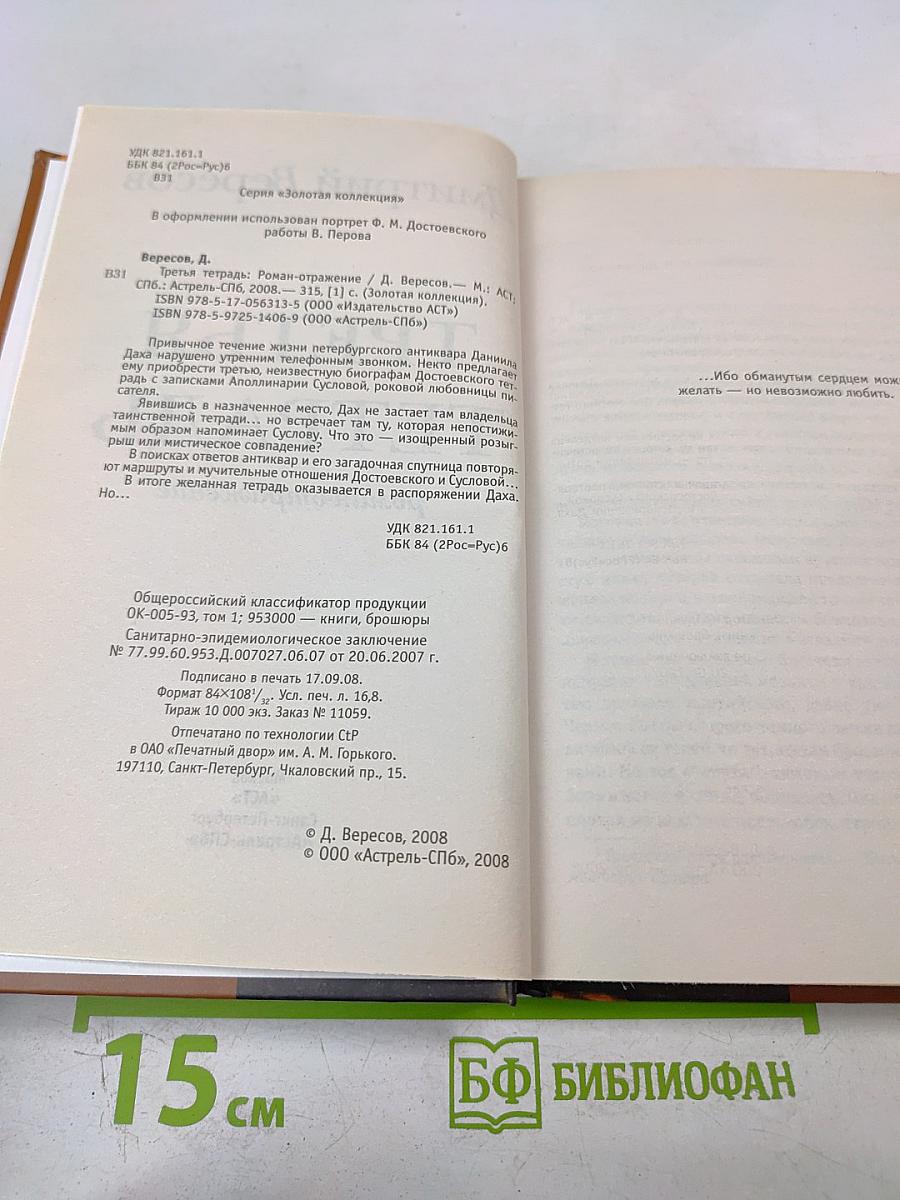 УДК 821.161.1
ББК 84 (2Рос=Рус)6
В31
Серия «Золотая коллекция»
В оформлении использован портрет Ф. М. Достоевского
работы В. Перова
Вересов, Д.
В31 Третья тетрадь: Роман-отражение / Д. Вересов.— М.: АСТ;
СПб.: Астрель-СПб, 2008.— 315, [1] с. (Золотая коллекция).
ISBN 978-5-17-056313-5 (ООО «Издательство АСТ»)
ISBN 978-5-9725-1406-9 (ООО «Астрель-СПб»)
Привычное течение жизни петербургского антиквара Даниила
Даха нарушено утренним телефонным звонком. Некто предлагает
ему приобрести третью, неизвестную биографам Достоевского тет-
радь с записками Аполлинарии Сусловой, роковой любовницы пи-
сателя.
Явившись в назначенное место, Дах не застает там владельца
таинственной тетради... но встречает там ту, которая непостижи-
мым образом напоминает Суслову. Что это — изощренный розыг-
рыш или мистическое совпадение?
В поисках ответов антиквар и его загадочная спутница повторя-
ют маршруты и мучительные отношения Достоевского и Сусловой...
В итоге желанная тетрадь оказывается в распоряжении Даха.
Но...
УДК 821.161.1
ББК 84 (2Рос=Рус)6
Общероссийский классификатор продукции
ОК-005-93, том 1; 953000 — книги, брошюры
Санитарно-эпидемиологическое заключение
№ 77.99.60.953.Д.007027.06.07 от 20.06.2007 г.
Подписано в печать 17.09.08.
Формат 84×108 1/32. Усл. печ. л. 16,8.
Тираж 10 000 экз. Заказ № 11059.
Отпечатано по технологии CtP
в ОАО «Печатный двор» им. А. М. Горького.
197110, Санкт-Петербург, Чкаловский пр., 15.
© Д. Вересов, 2008
© ООО «Астрель-СПб», 2008
...Ибо обманутым сердцем мож
желать — но невозможно любить.
15 см
БФ БИБЛИОФАН